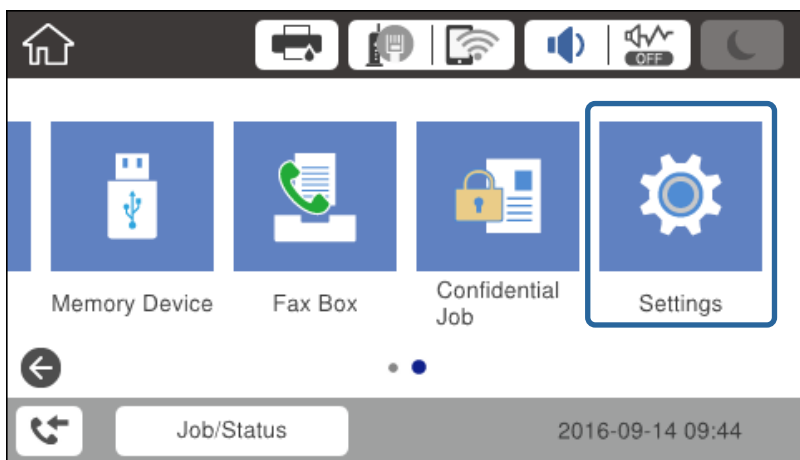 OFF
Memory Device
Fax Box
Confidential
Job
Settings
Job/Status
2016-09-14 09:44